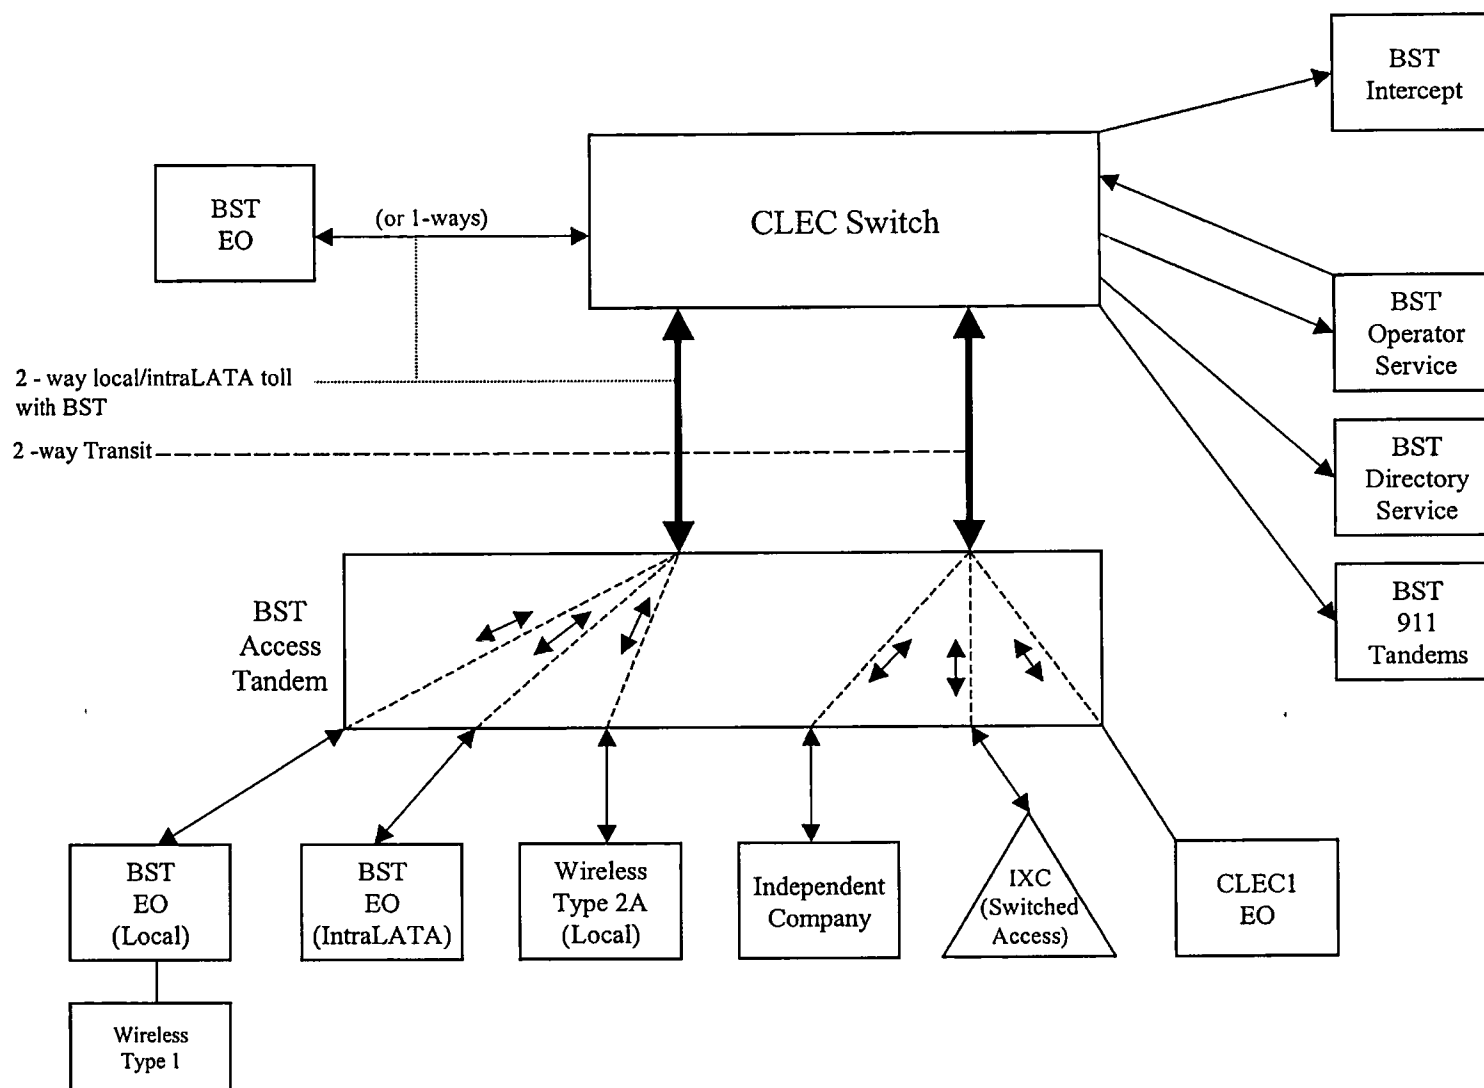 BST
Intercept
BST
EO
(or 1-ways)
CLEC Switch
BST
Operator
Service
2 - way local/intraLATA toll
with BST
2 -way Transit
BST
Directory
Service
BST
911
Tandems
BST
Access
Tandem
BST
EO
(Local)
BST
EO
(IntraLATA)
Wireless
Type 2A
(Local)
Independent
Company
IXC
(Switched
Access)
CLEC1
EO
Wireless
Type 1